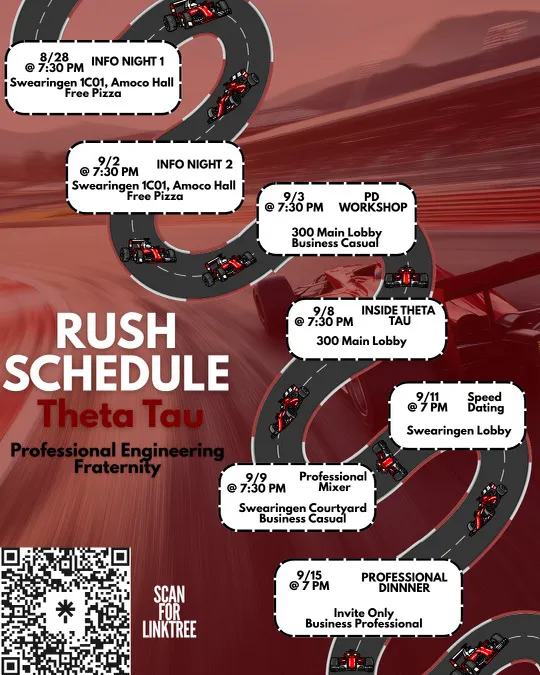 8/28
@ 7:30 PM
INFO NIGHT 1
Swearingen 1C01, Amoco Hall
Free Pizza
9/2
@ 7:30 PM
INFO NIGHT 2
Swearingen 1C01, Amoco Hall
Free Pizza
9/3
@ 7:30 PM
PD
WORKSHOP
300 Main Lobby
Business Casual
9/8
@ 7:30 PM
INSIDE THETA
TAU
300 Main Lobby
RUSH
SCHEDULE
Theta Tau
Professional Engineering
Fraternity
9/11
@ 7 PM
Speed
Dating
Swearingen Lobby
9/9
@ 7:30 PM
Professional
Mixer
Swearingen Courtyard
Business Casual
9/15
@ 7 PM
PROFESSIONAL
DINNNER
Invite Only
Business Professional
SCAN
FOR
LINKTREE